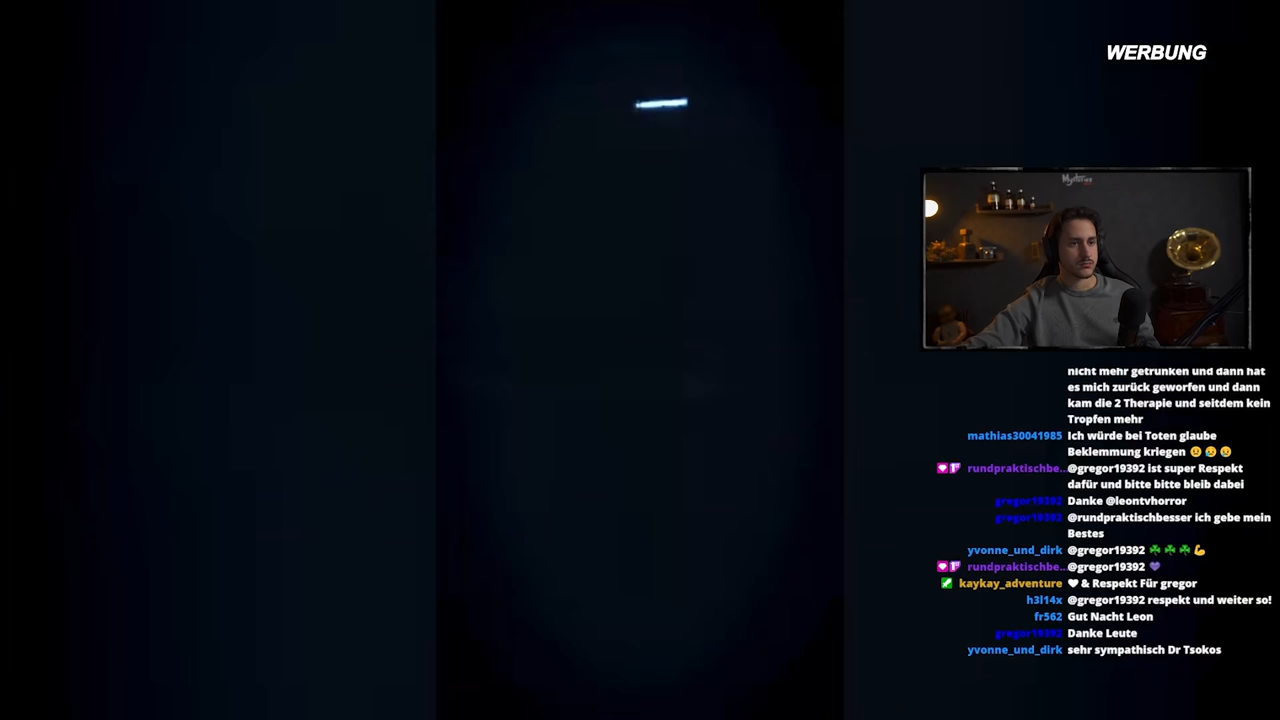 WERBUNG
Mysteries
nicht mehr getrunken und dann hat
es mich zurück geworfen und dann
kam die 2 Therapie und seitdem kein
Tropfen mehr
mathias30041985 Ich würde bei Toten glaube
Beklemmung kriegen 😟 😥 😥
rundpraktischbe... @gregor19392 ist super Respekt
dafür und bitte bitte bleib dabei
gregor19392 Danke @leontvhorror
gregor19392 @rundpraktischbesser ich gebe mein
Bestes
yvonne_und_dirk @gregor19392 ☘️ ☘️ ☘️ 💪
rundpraktischbe... @gregor19392 💜
kaykay_adventure ❤ & Respekt Für gregor
h3l14x @gregor19392 respekt und weiter so!
fr562 Gut Nacht Leon
gregor19392 Danke Leute
yvonne_und_dirk sehr sympathisch Dr Tsokos